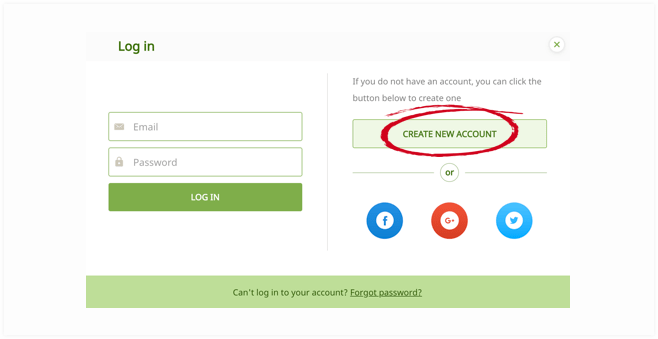 Log in
If you do not have an account, you can click the
button below to create one
Email
CREATE NEW ACCOUNT
Password
or
LOG IN
Can't log in to your account? Forgot password?